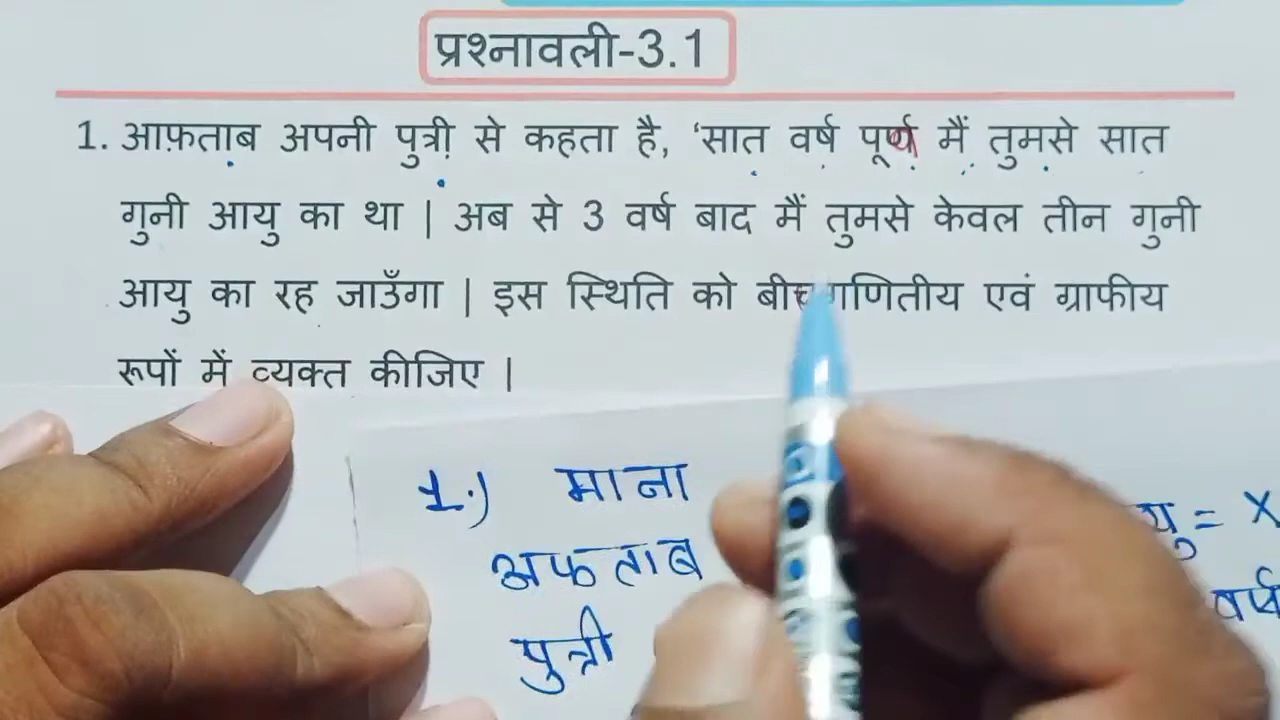 प्रश्नावली-3.1
1. आफ़ताब अपनी पुत्री से कहता है, ‘सात वर्ष पूर्ण मैं तुमसे सात
गुनी आयु का था | अब से 3 वर्ष बाद मैं तुमसे केवल तीन गुनी
आयु का रह जाउँगा | इस स्थिति को एवं ग्राफीय
रूपों में व्यक्त कीजिए |
1.) माना = x
अफताब वर्ष
पुत्री